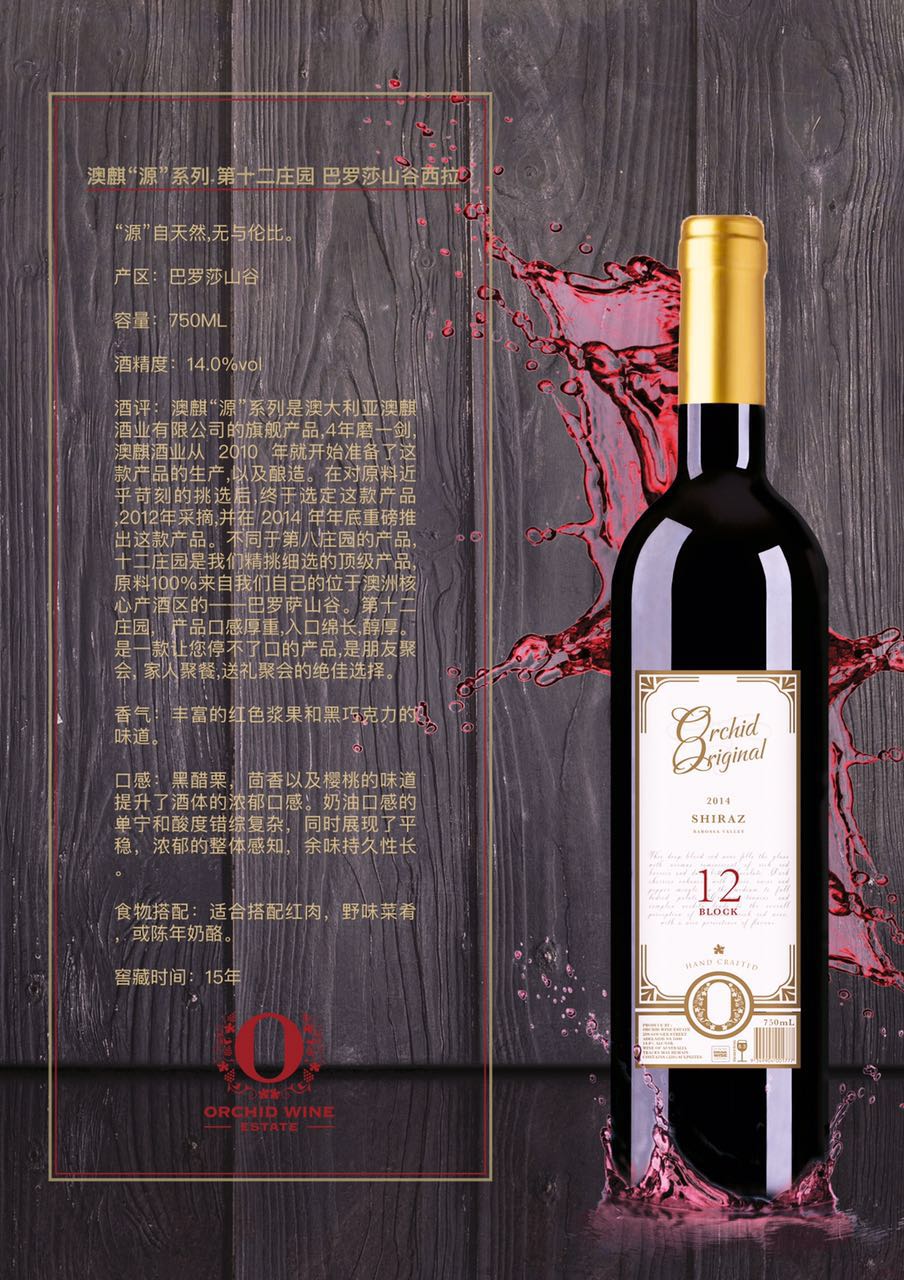 澳麒“源”系列.第十二庄园 巴罗莎山谷西拉
“源”自天然,无与伦比。
产区：巴罗莎山谷
容量：750ML
酒精度：14.0%vol
酒评：澳麒“源”系列是澳大利亚澳麒
酒业有限公司的旗舰产品,4年磨一剑,
澳麒酒业从 2010 年就开始准备了这
款产品的生产,以及酿造。在对原料近
乎苛刻的挑选后,终于选定这款产品
,2012年采摘,并在 2014 年年底重磅推
出这款产品。不同于第八庄园的产品,
十二庄园是我们精挑细选的顶级产品,
原料100%来自我们自己的位于澳洲核
心产酒区的——巴罗萨山谷。第十二
庄园，产品口感厚重,入口绵长,醇厚。
是一款让您停不了口的产品,是朋友聚
会, 家人聚餐,送礼聚会的绝佳选择。
香气：丰富的红色浆果和黑巧克力的
味道。
口感：黑醋栗，茴香以及樱桃的味道
提升了酒体的浓郁口感。奶油口感的
单宁和酸度错综复杂，同时展现了平
稳，浓郁的整体感知，余味持久性长
。
食物搭配：适合搭配红肉，野味菜肴
，或陈年奶酪。
窖藏时间：15年
O
ORCHID WINE
ESTATE
Orchid
Original
2014
SHIRAZ
BAROSSA VALLEY
12
BLOCK
HAND CRAFTED
O
750mL